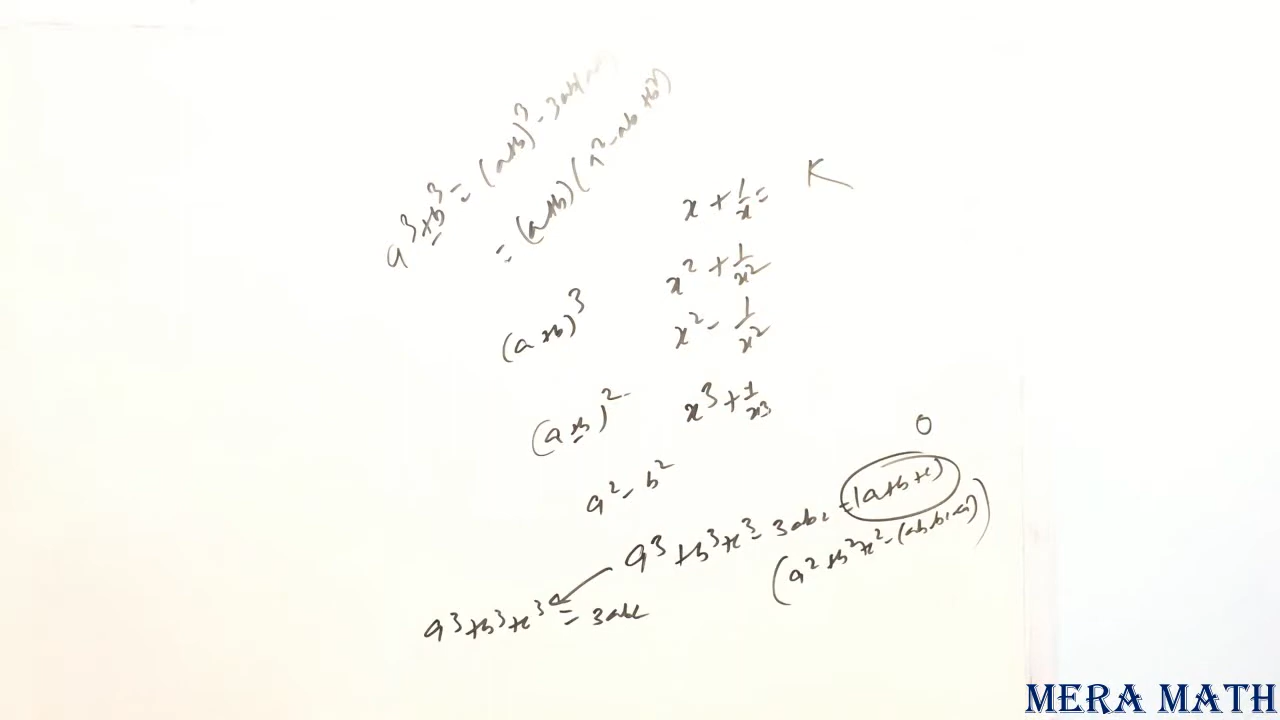 a³+b³ = (a+b)³ - 3ab(
= (a+b)(a²-ab+b²)
x + 1/x = K
x² + 1/x²
(a+b)³
x² - 1/x²
(a+b)²
x³ + 1/x³
0
a² - b²
a³+b³+c³-3abc = (a+b+c)
(a²+b²+c²-(ab bc ca))
a³+b³+c³ = 3abc
MERA MATH